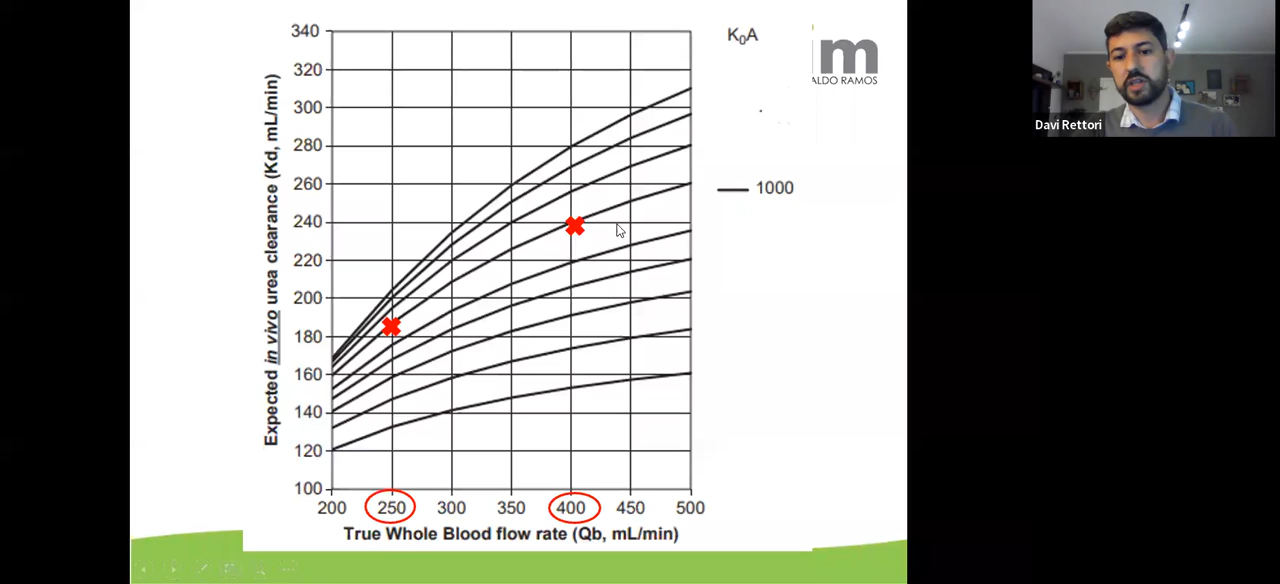 340
320
300
280
260
240
220
200
180
160
140
120
100
Expected in vivo urea clearance (Kd, mL/min)
200 250 300 350 400 450 500
True Whole Blood flow rate (Qb, mL/min)
K0A
1000
m
ALDO RAMOS
Davi Rettori